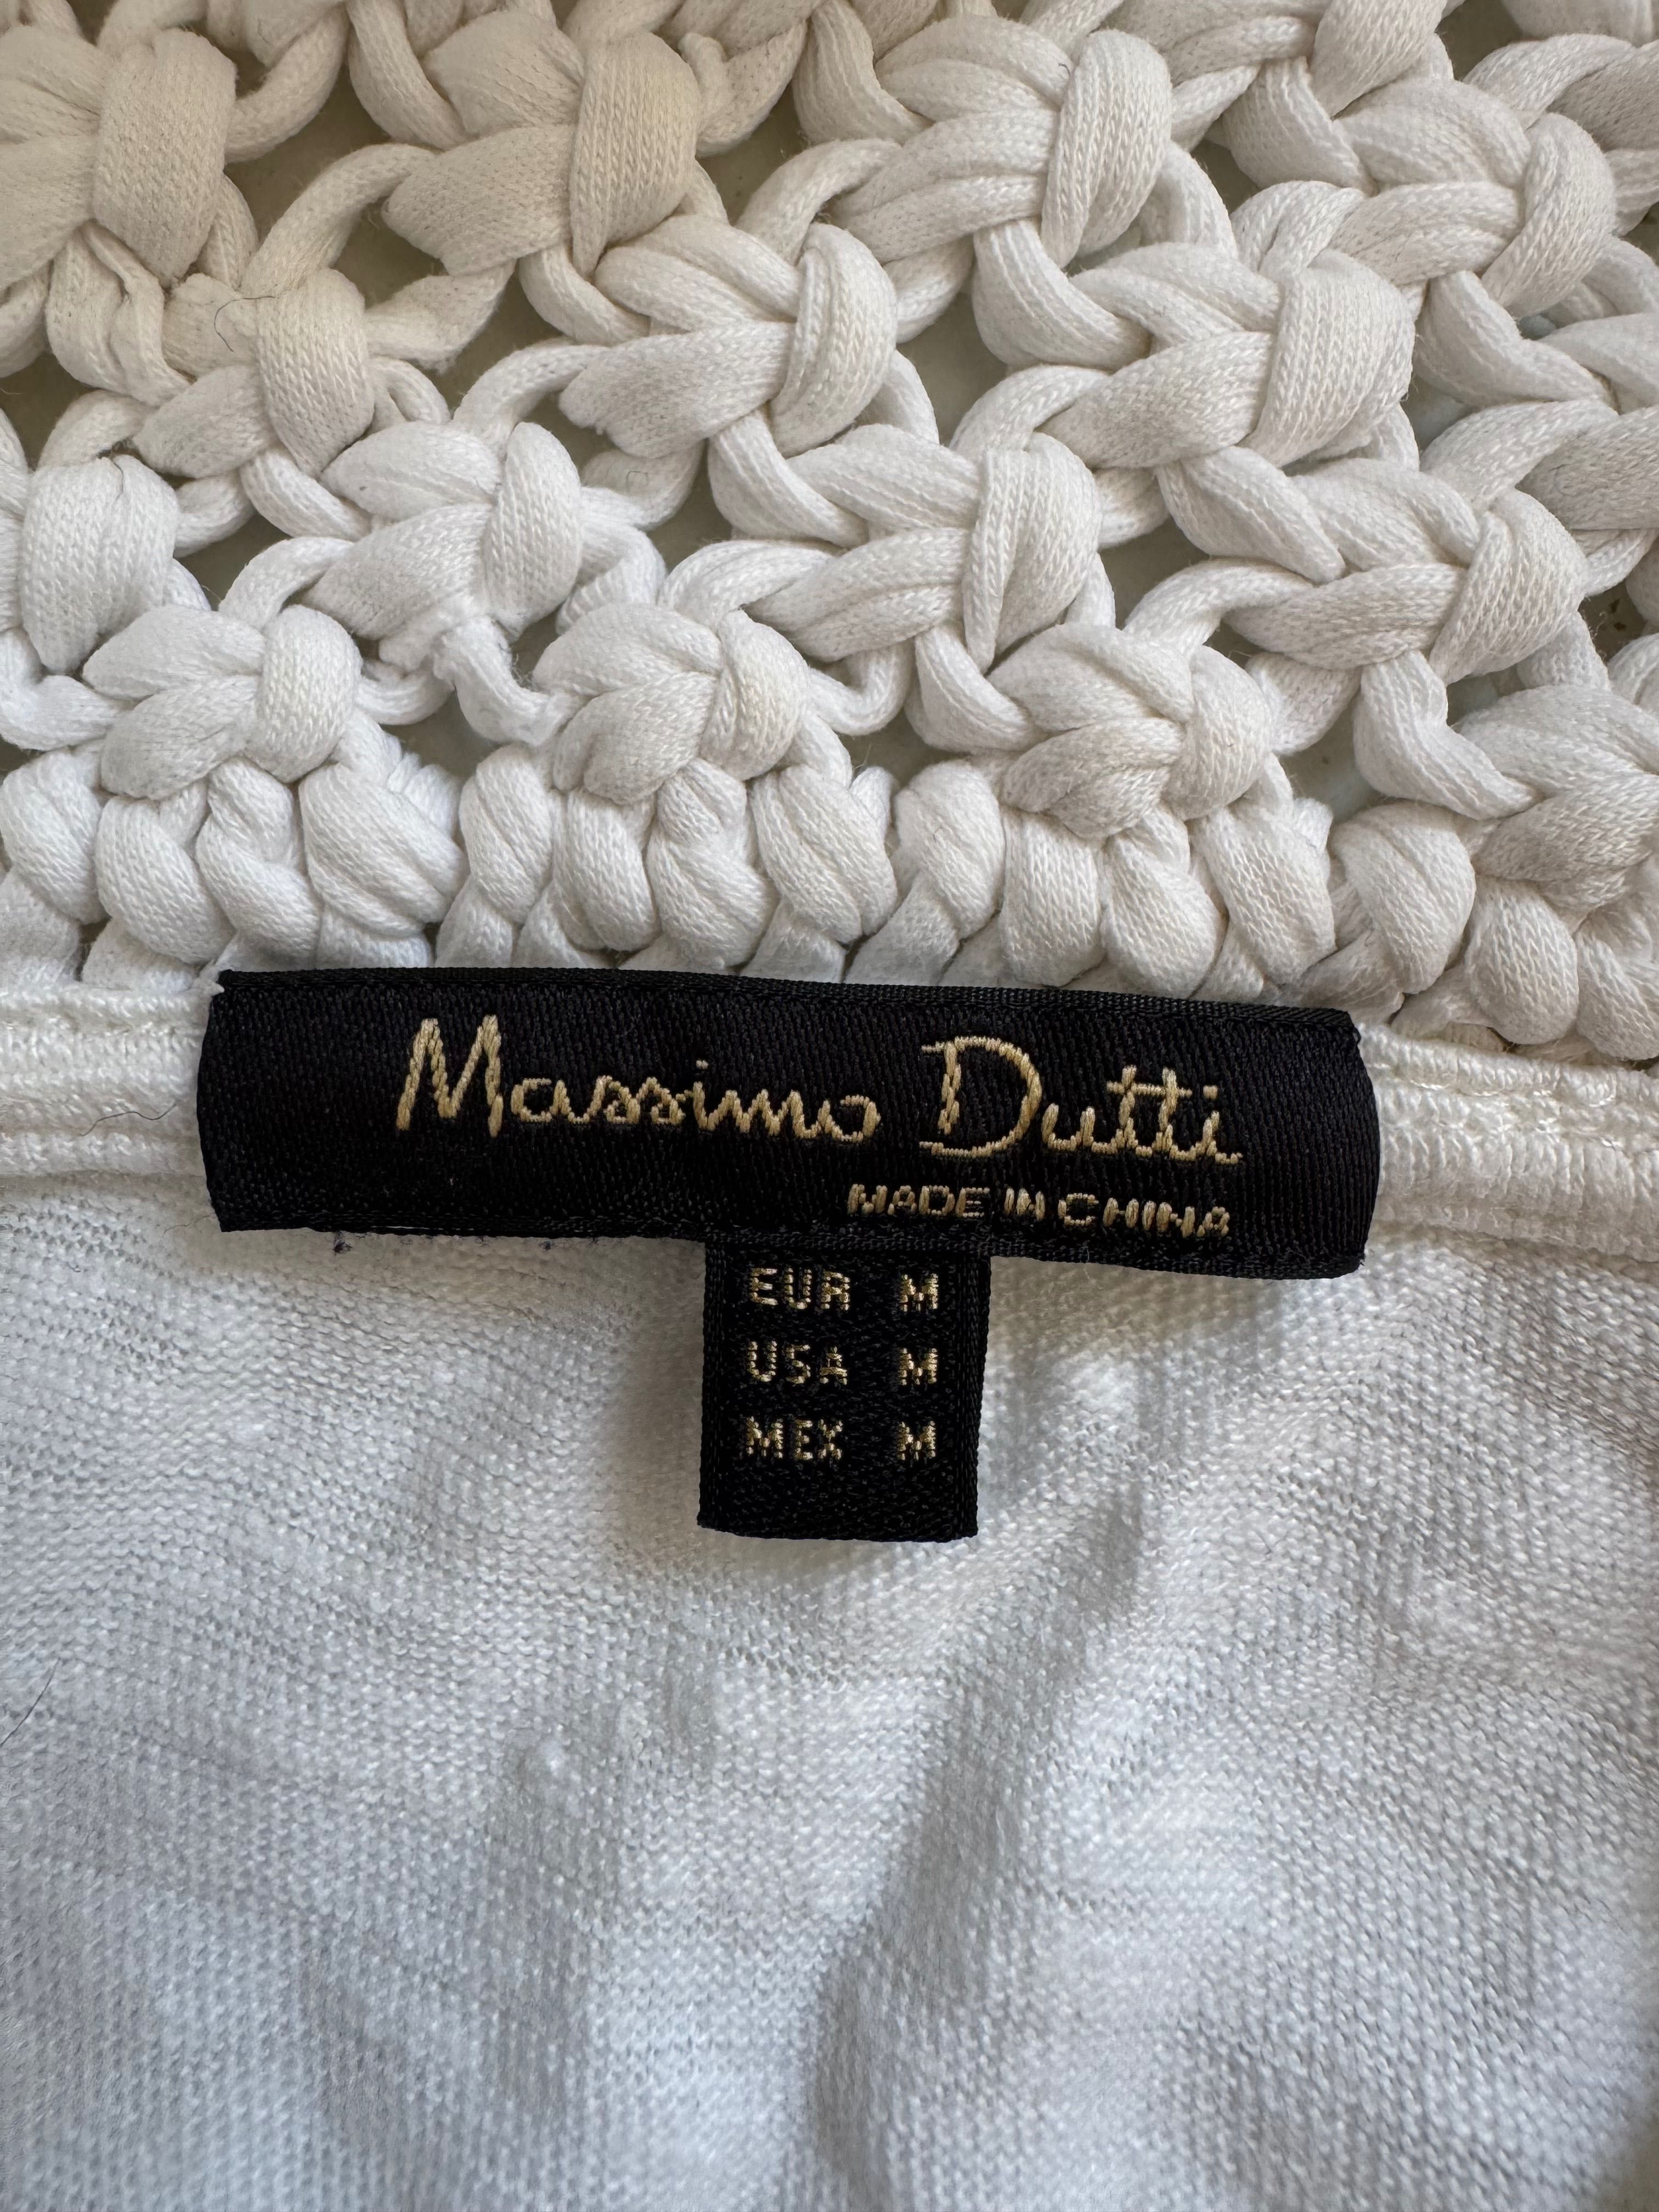 Massimo Dutti
MADE IN CHINA
EUR M
USA M
MEX M